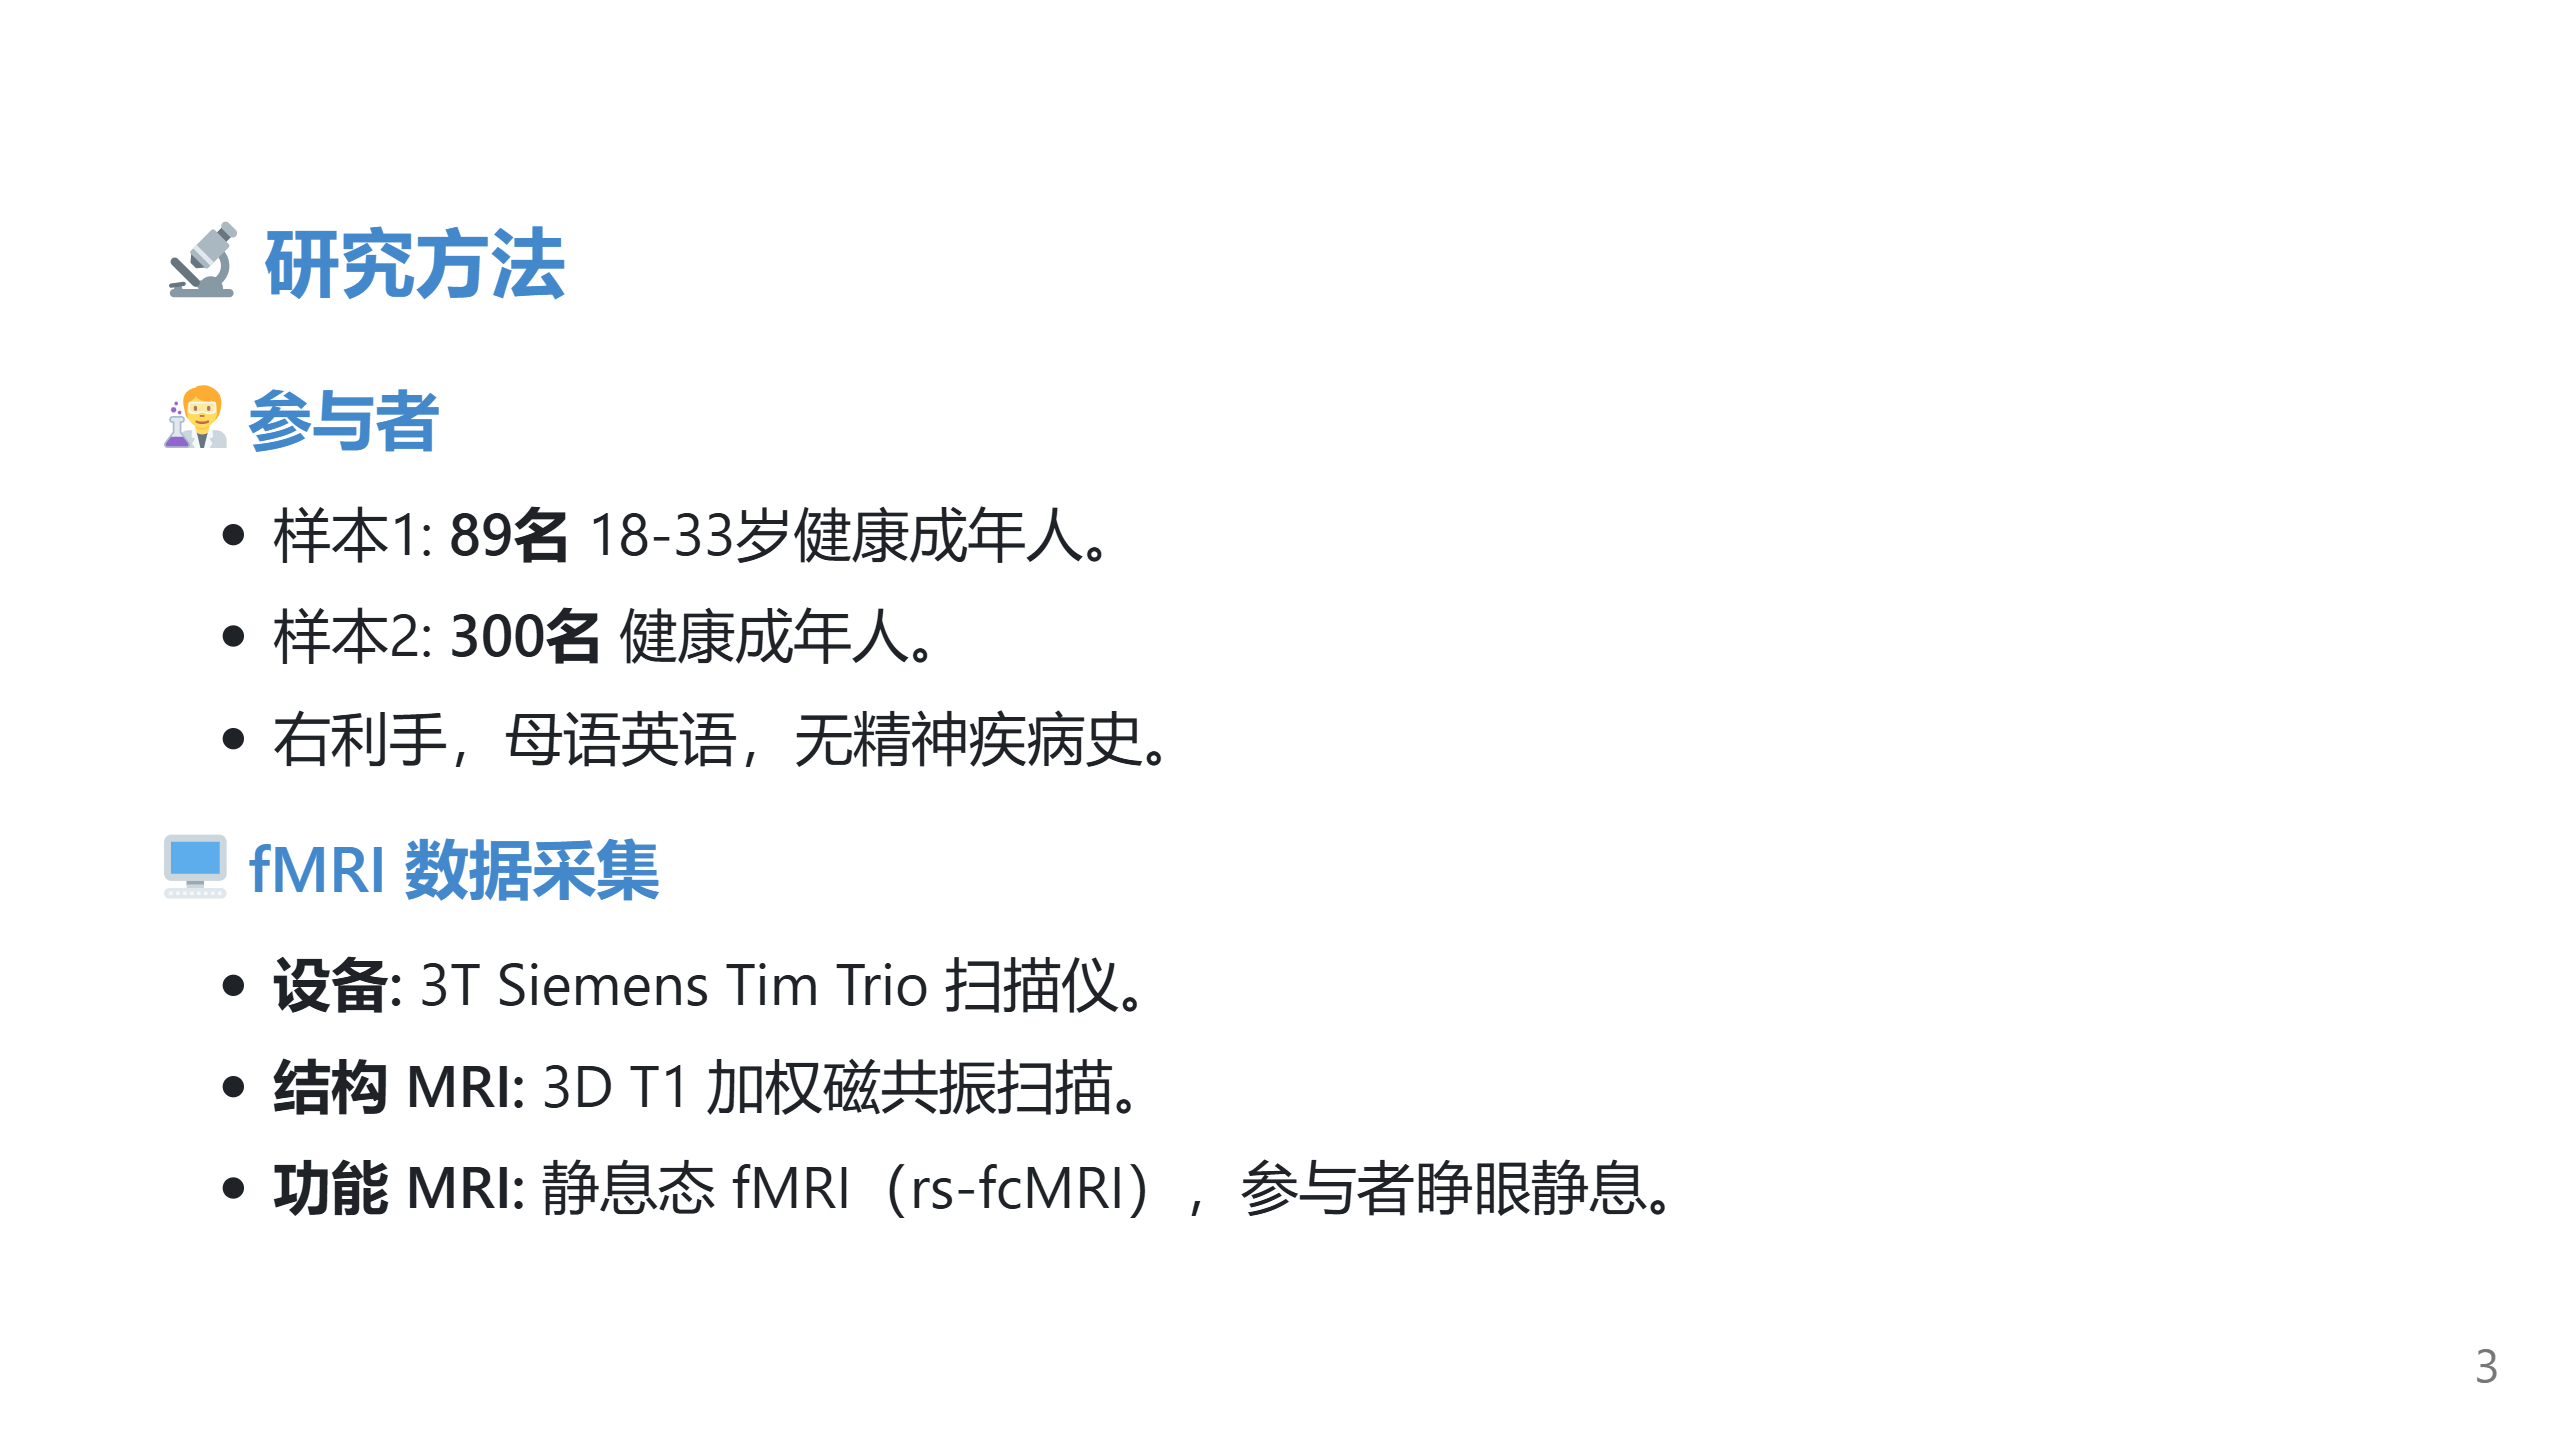 研究方法
参与者
样本1: 89名 18-33岁健康成年人。
样本2: 300名 健康成年人。
右利手，母语英语，无精神疾病史。
fMRI 数据采集
设备: 3T Siemens Tim Trio 扫描仪。
结构 MRI: 3D T1 加权磁共振扫描。
功能 MRI: 静息态 fMRI（rs-fcMRI），参与者睁眼静息。
3